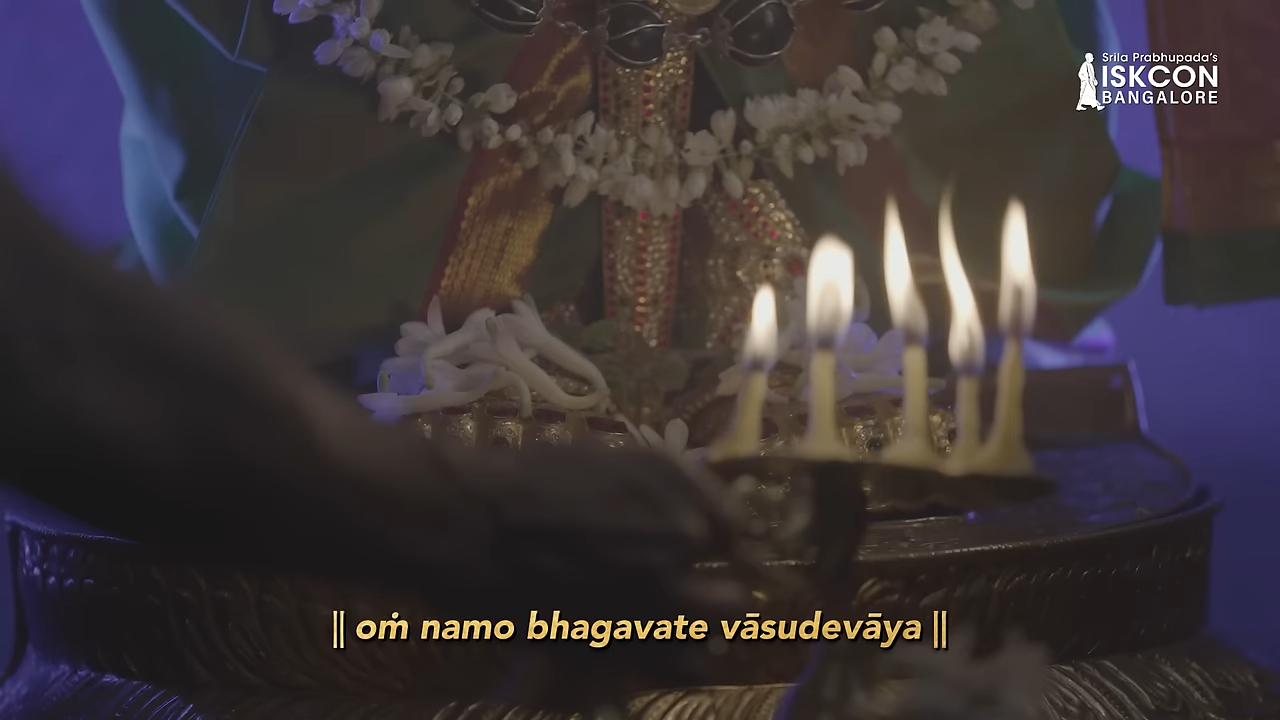 Srila Prabhupada's
ISKCON
BANGALORE
|| oṁ namo bhagavate vāsudevāya ||